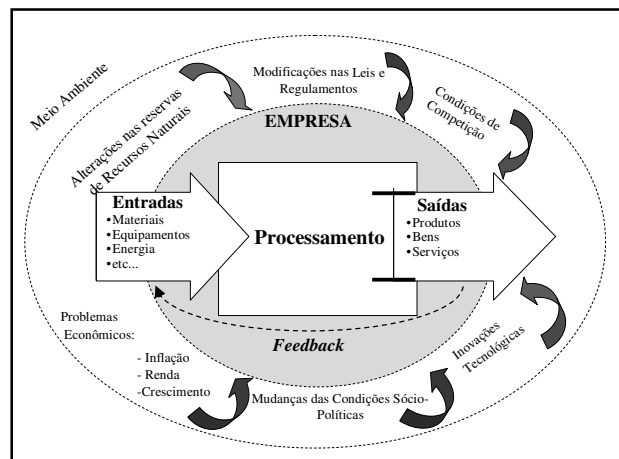 Meio Ambiente
Alterações nas reservas
de Recursos Naturais
Modificações nas Leis e
Regulamentos
Condições de
Competição
EMPRESA
Entradas
•Materiais
•Equipamentos
•Energia
•etc...
Processamento
Saídas
•Produtos
•Bens
•Serviços
Feedback
Problemas
Econômicos:
- Inflação
- Renda
-Crescimento
Mudanças das Condições Sócio-
Políticas
Inovações
Tecnológicas